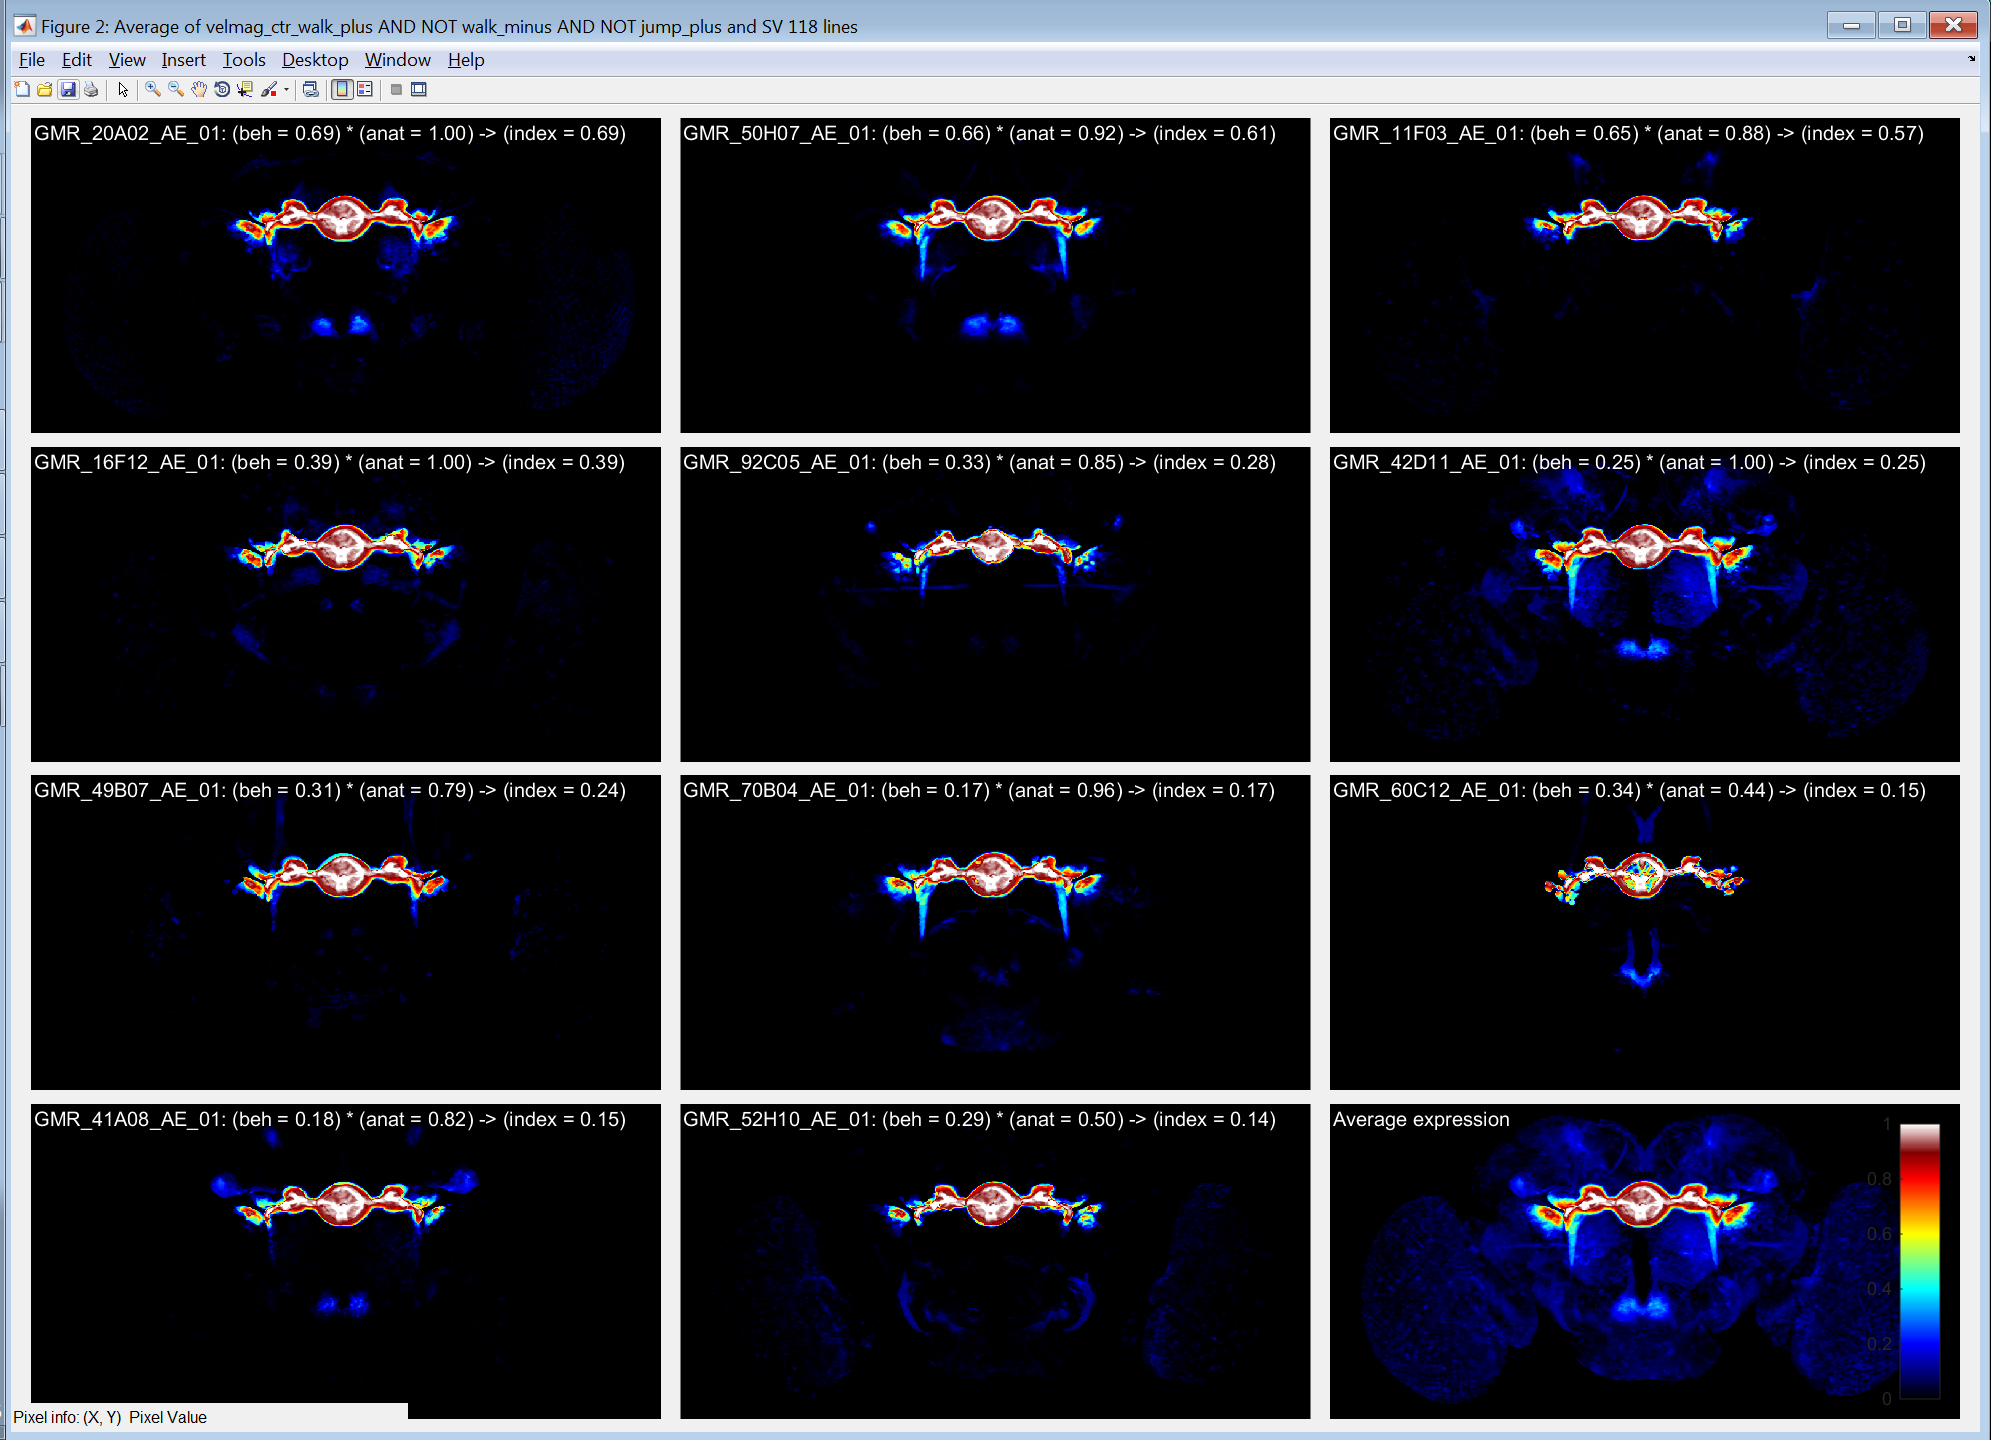 Figure 2: Average of velmag_ctr_walk_plus AND NOT walk_minus AND NOT jump_plus and SV 118 lines
File Edit View Insert Tools Desktop Window Help
GMR_20A02_AE_01: (beh = 0.69) * (anat = 1.00) -> (index = 0.69)
GMR_50H07_AE_01: (beh = 0.66) * (anat = 0.92) -> (index = 0.61)
GMR_11F03_AE_01: (beh = 0.65) * (anat = 0.88) -> (index = 0.57)
GMR_16F12_AE_01: (beh = 0.39) * (anat = 1.00) -> (index = 0.39)
GMR_92C05_AE_01: (beh = 0.33) * (anat = 0.85) -> (index = 0.28)
GMR_42D11_AE_01: (beh = 0.25) * (anat = 1.00) -> (index = 0.25)
GMR_49B07_AE_01: (beh = 0.31) * (anat = 0.79) -> (index = 0.24)
GMR_70B04_AE_01: (beh = 0.17) * (anat = 0.96) -> (index = 0.17)
GMR_60C12_AE_01: (beh = 0.34) * (anat = 0.44) -> (index = 0.15)
GMR_41A08_AE_01: (beh = 0.18) * (anat = 0.82) -> (index = 0.15)
GMR_52H10_AE_01: (beh = 0.29) * (anat = 0.50) -> (index = 0.14)
Average expression
1
0.8
0.6
0.4
0.2
0
Pixel info: (X, Y) Pixel Value